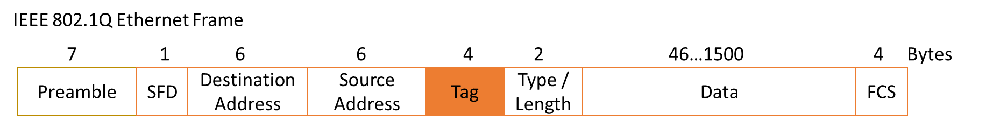 IEEE 802.1Q Ethernet Frame
7 1 6 6 4 2 46...1500 4 Bytes
Preamble SFD Destination Address Source Address Tag Type / Length Data FCS